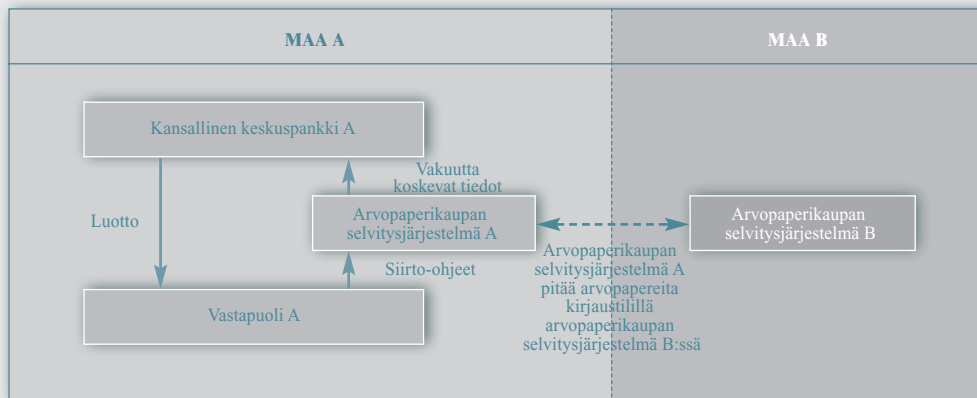 MAA A
MAA B
Kansallinen keskuspankki A
Vakuutta
koskevat tiedot
Luotto
Arvopaperikaupan
selvitysjärjestelmä A
Arvopaperikaupan
selvitysjärjestelmä B
Siirto-ohjeet
Arvopaperikaupan
selvitysjärjestelmä A
pitää arvopapereita
kirjaustilillä
arvopaperikaupan
selvitysjärjestelmä B:ssä
Vastapuoli A